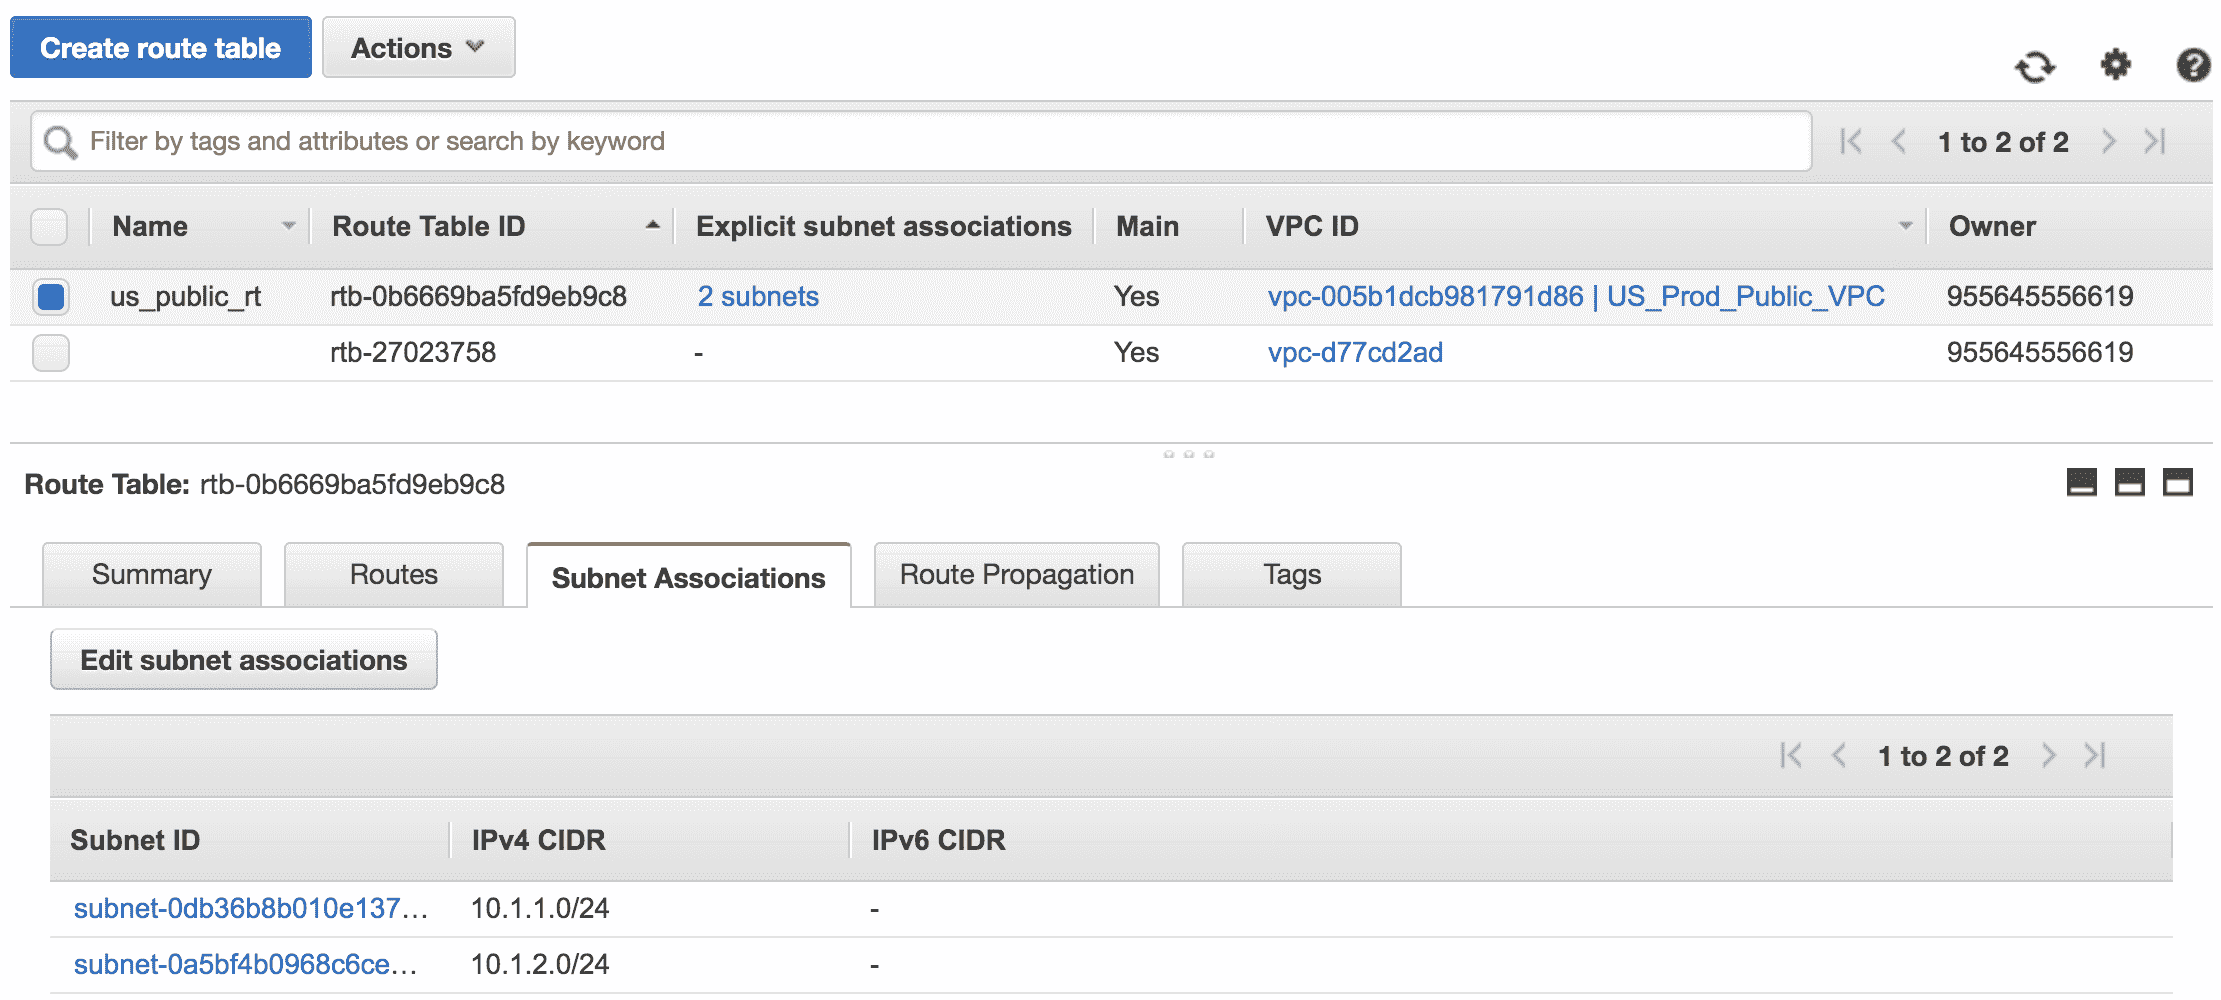 Create route table Actions
Filter by tags and attributes or search by keyword 1 to 2 of 2
Name Route Table ID Explicit subnet associations Main VPC ID Owner
us_public_rt rtb-0b6669ba5fd9eb9c8 2 subnets Yes vpc-005b1dcb981791d86 | US_Prod_Public_VPC 955645556619
rtb-27023758 - Yes vpc-d77cd2ad 955645556619
Route Table: rtb-0b6669ba5fd9eb9c8
Summary Routes Subnet Associations Route Propagation Tags
Edit subnet associations
1 to 2 of 2
Subnet ID IPv4 CIDR IPv6 CIDR
subnet-0db36b8b010e137... 10.1.1.0/24 -
subnet-0a5bf4b0968c6ce... 10.1.2.0/24 -